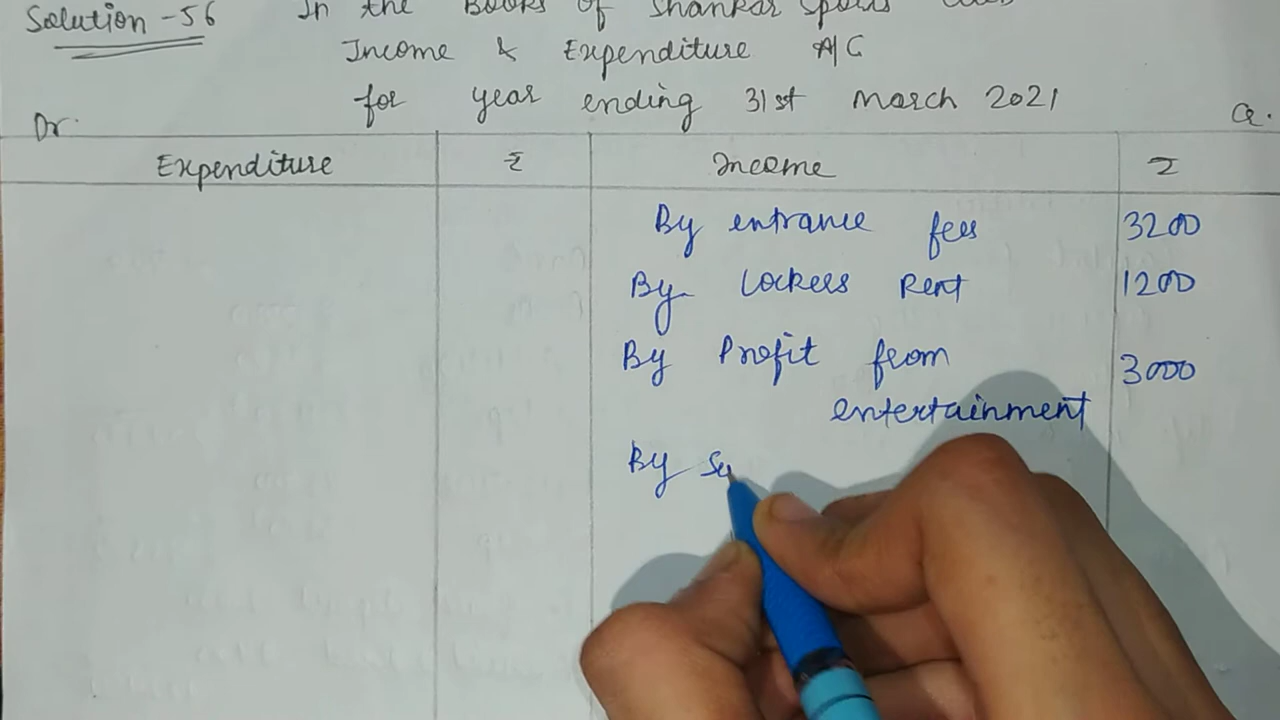 Solution - 56 In the Books of Shankar Sports
Income & Expenditure A/C
for year ending 31st March 2021
Dr. Cr.
Expenditure ₹ Income ₹
By entrance fees 3200
By Lockers Rent 1200
By Profit from 3000
entertainment
By Su